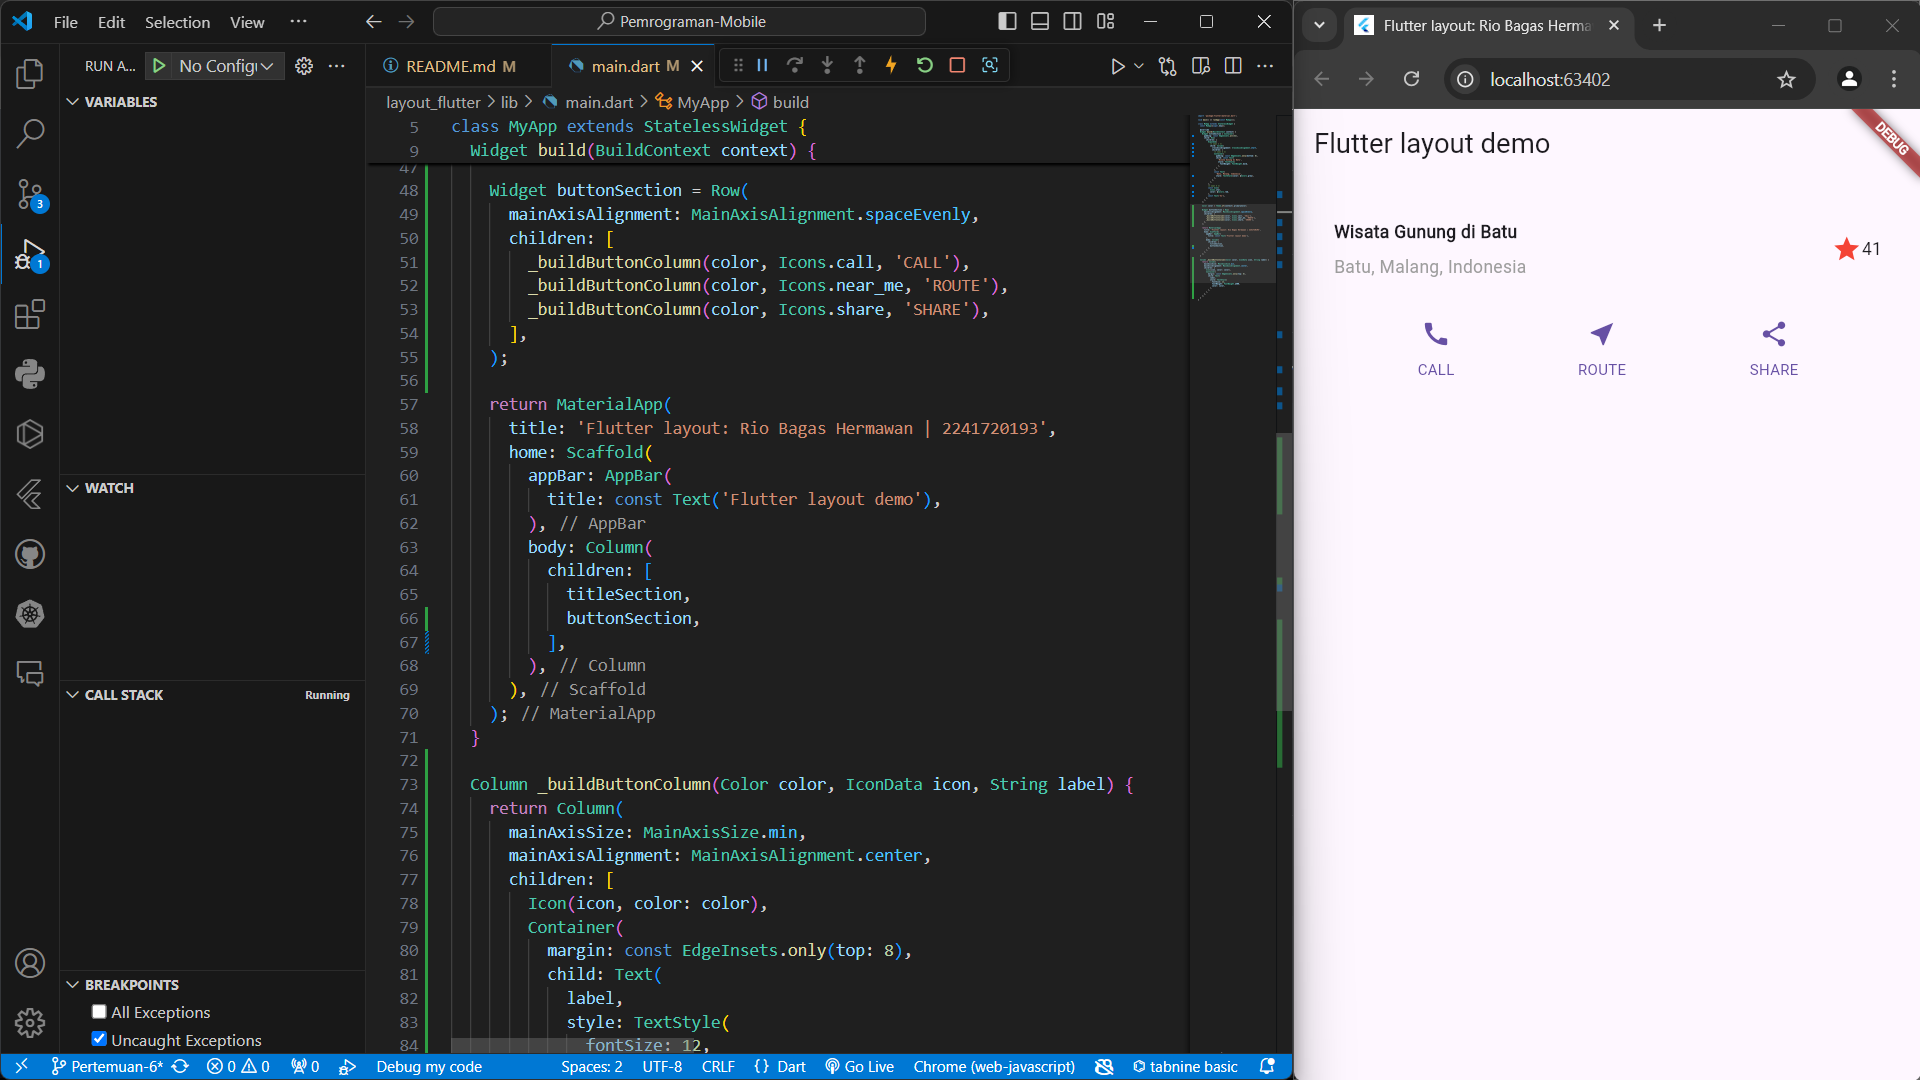 File Edit Selection View ··· Pemrograman-Mobile
RUN A... No Config
VARIABLES
WATCH
CALL STACK Running
BREAKPOINTS
All Exceptions
Uncaught Exceptions
3
1
README.md M
main.dart M
layout_flutter > lib > main.dart > MyApp > build
5 class MyApp extends StatelessWidget {
9 Widget build(BuildContext context) {
47
48 Widget buttonSection = Row(
49 mainAxisAlignment: MainAxisAlignment.spaceEvenly,
50 children: [
51 _buildButtonColumn(color, Icons.call, 'CALL'),
52 _buildButtonColumn(color, Icons.near_me, 'ROUTE'),
53 _buildButtonColumn(color, Icons.share, 'SHARE'),
54 ],
55 );
56
57 return MaterialApp(
58 title: 'Flutter layout: Rio Bagas Hermawan | 2241720193',
59 home: Scaffold(
60 appBar: AppBar(
61 title: const Text('Flutter layout demo'),
62 ), // AppBar
63 body: Column(
64 children: [
65 titleSection,
66 buttonSection,
67 ],
68 ), // Column
69 ), // Scaffold
70 ); // MaterialApp
71 }
72
73 Column _buildButtonColumn(Color color, IconData icon, String label) {
74 return Column(
75 mainAxisSize: MainAxisSize.min,
76 mainAxisAlignment: MainAxisAlignment.center,
77 children: [
78 Icon(icon, color: color),
79 Container(
80 margin: const EdgeInsets.only(top: 8),
81 child: Text(
82 label,
83 style: TextStyle(
84 fontSize: 12,
Pertemuan-6* 0 0 0 Debug my code Spaces: 2 UTF-8 CRLF {} Dart Go Live Chrome (web-javascript) tabnine basic
Flutter layout: Rio Bagas Herma
localhost:63402
DEBUG
Flutter layout demo
Wisata Gunung di Batu
Batu, Malang, Indonesia
41
CALL ROUTE SHARE